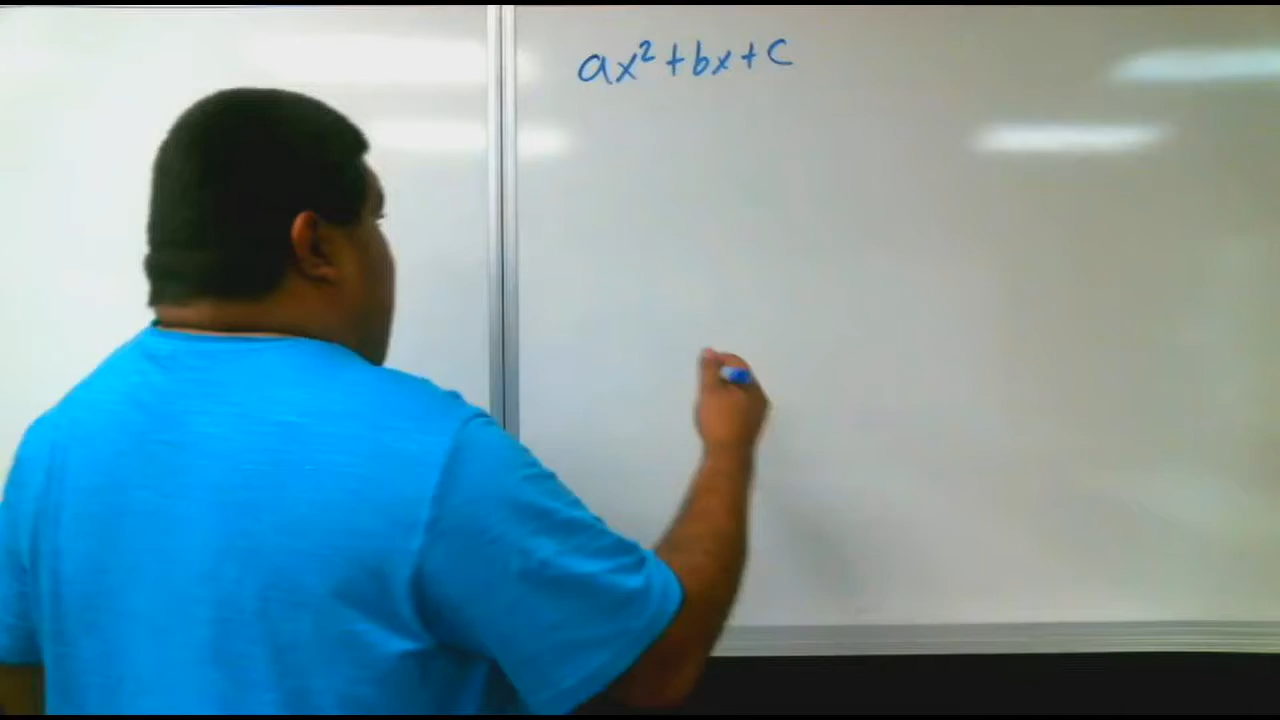 ax² + bx + c